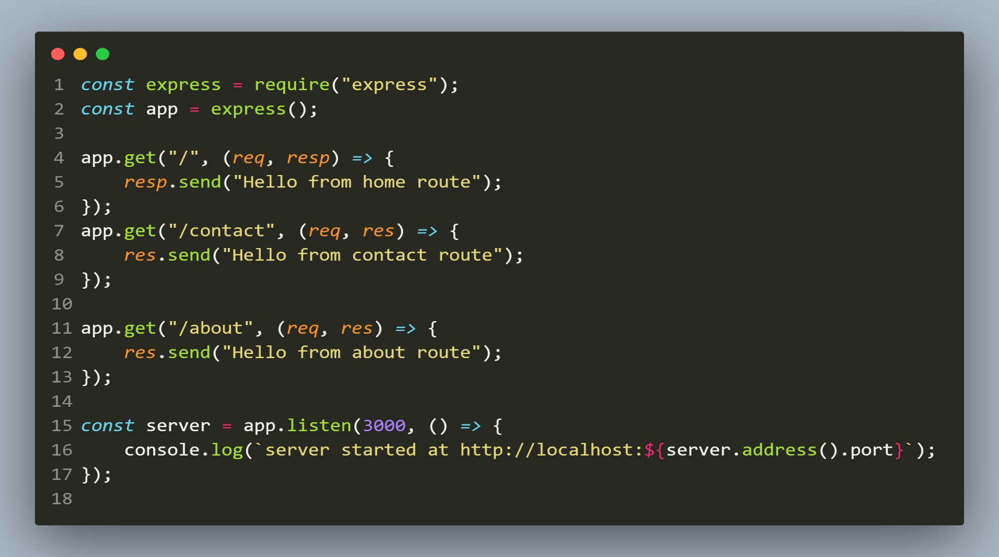 1 const express = require("express");
2 const app = express();
3
4 app.get("/", (req, resp) => {
5     resp.send("Hello from home route");
6 });
7 app.get("/contact", (req, res) => {
8     res.send("Hello from contact route");
9 });
10
11 app.get("/about", (req, res) => {
12     res.send("Hello from about route");
13 });
14
15 const server = app.listen(3000, () => {
16     console.log(`server started at http://localhost:${server.address().port}`);
17 });
18